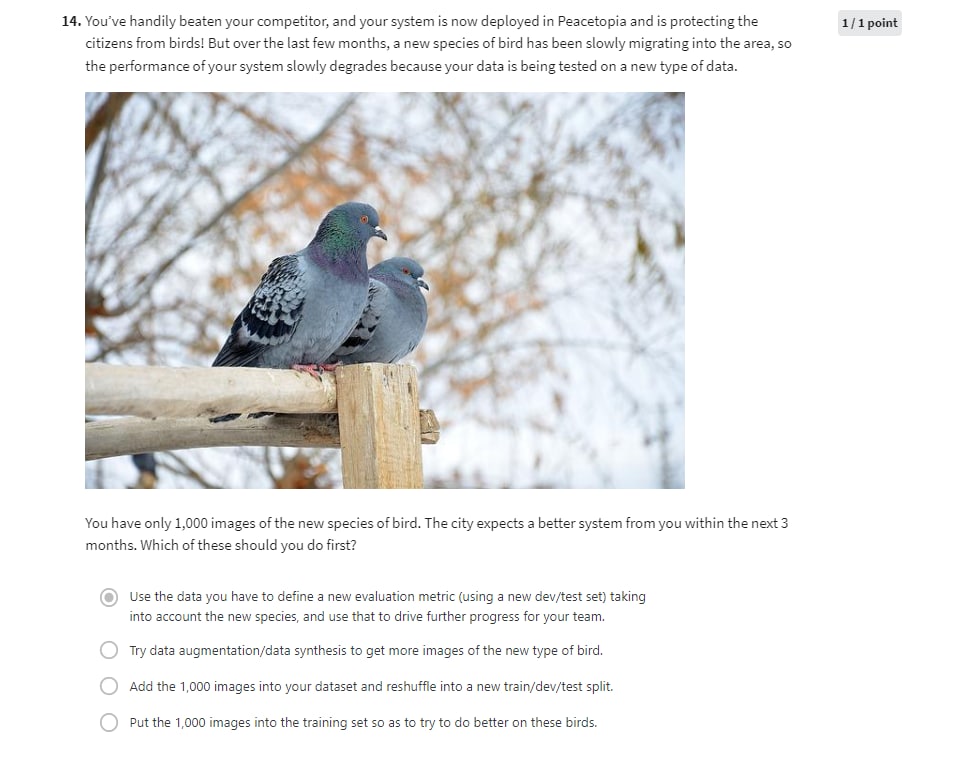 14. You've handily beaten your competitor, and your system is now deployed in Peacetopia and is protecting the
1 / 1 point
citizens from birds! But over the last few months, a new species of bird has been slowly migrating into the area, so
the performance of your system slowly degrades because your data is being tested on a new type of data.
You have only 1,000 images of the new species of bird. The city expects a better system from you within the next 3
months. Which of these should you do first?
Use the data you have to define a new evaluation metric (using a new dev/test set) taking
into account the new species, and use that to drive further progress for your team.
Try data augmentation/data synthesis to get more images of the new type of bird.
Add the 1,000 images into your dataset and reshuffle into a new train/dev/test split.
Put the 1,000 images into the training set so as to try to do better on these birds.